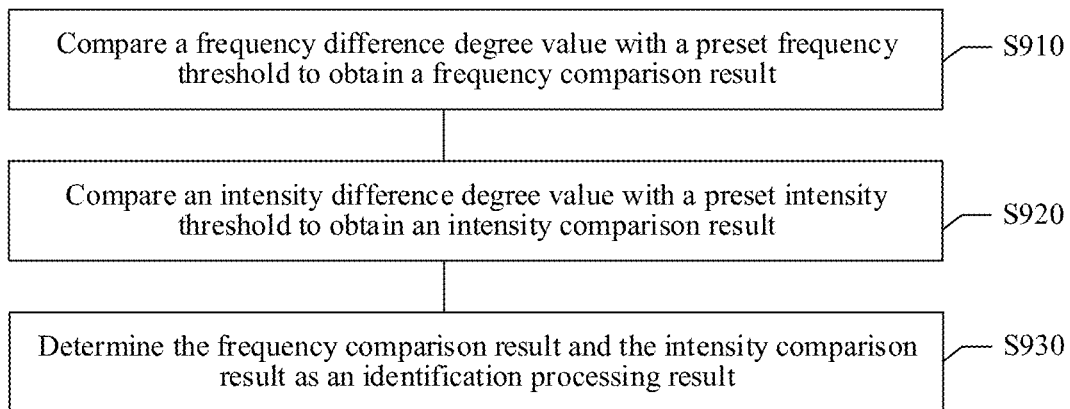 Compare a frequency difference degree value with a preset frequency
threshold to obtain a frequency comparison result
S910
Compare an intensity difference degree value with a preset intensity
threshold to obtain an intensity comparison result
S920
Determine the frequency comparison result and the intensity comparison
result as an identification processing result
S930